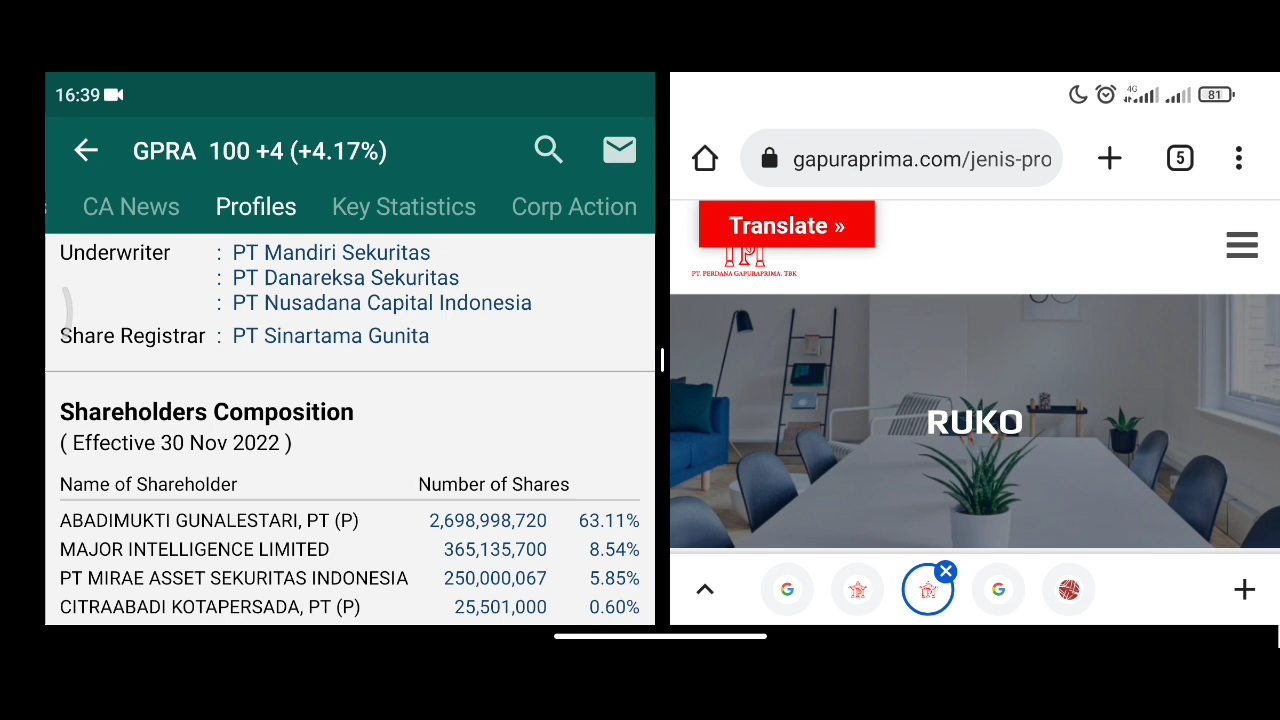 16:39
GPRA 100 +4 (+4.17%)
CA News Profiles Key Statistics Corp Action
Underwriter : PT Mandiri Sekuritas
: PT Danareksa Sekuritas
: PT Nusadana Capital Indonesia
Share Registrar : PT Sinartama Gunita
Shareholders Composition
( Effective 30 Nov 2022 )
Name of Shareholder Number of Shares
ABADIMUKTI GUNALESTARI, PT (P) 2,698,998,720 63.11%
MAJOR INTELLIGENCE LIMITED 365,135,700 8.54%
PT MIRAE ASSET SEKURITAS INDONESIA 250,000,067 5.85%
CITRAABADI KOTAPERSADA, PT (P) 25,501,000 0.60%
4G 81
gapuraprima.com/jenis-pro 5
Translate »
PT. PERDANA GAPURAPRIMA, TBK
RUKO